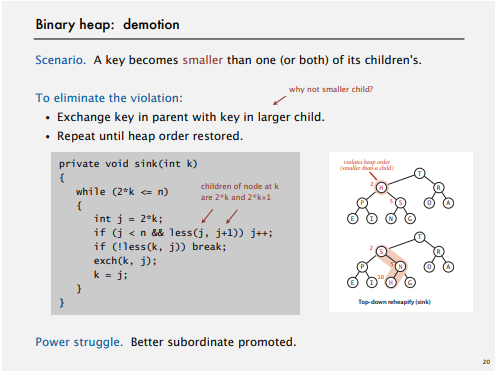 Binary heap: demotion
Scenario. A key becomes smaller than one (or both) of its children's.
why not smaller child?
To eliminate the violation:
• Exchange key in parent with key in larger child.
• Repeat until heap order restored.
private void sink(int k)
{
while (2*k <= n)
{
int j = 2*k;
if (j < n && less(j, j+1)) j++;
if (!less(k, j)) break;
exch(k, j);
k = j;
}
}
children of node at k
are 2*k and 2*k+1
violates heap order
(smaller than a child)
T
2 H R
P 5 S O A
E I N G
T
2 S R
P 5 N O A
E I 10 H G
Top-down reheapify (sink)
Power struggle. Better subordinate promoted.
20